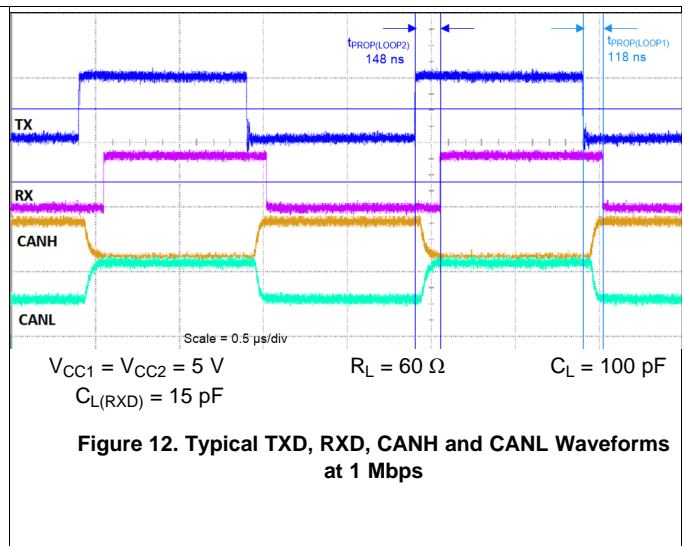 tPROP(LOOP2)
148 ns
tPROP(LOOP1)
118 ns
TX
RX
CANH
CANL
Scale = 0.5 µs/div
VCC1 = VCC2 = 5 V RL = 60 Ω CL = 100 pF
CL(RXD) = 15 pF
Figure 12. Typical TXD, RXD, CANH and CANL Waveforms
at 1 Mbps